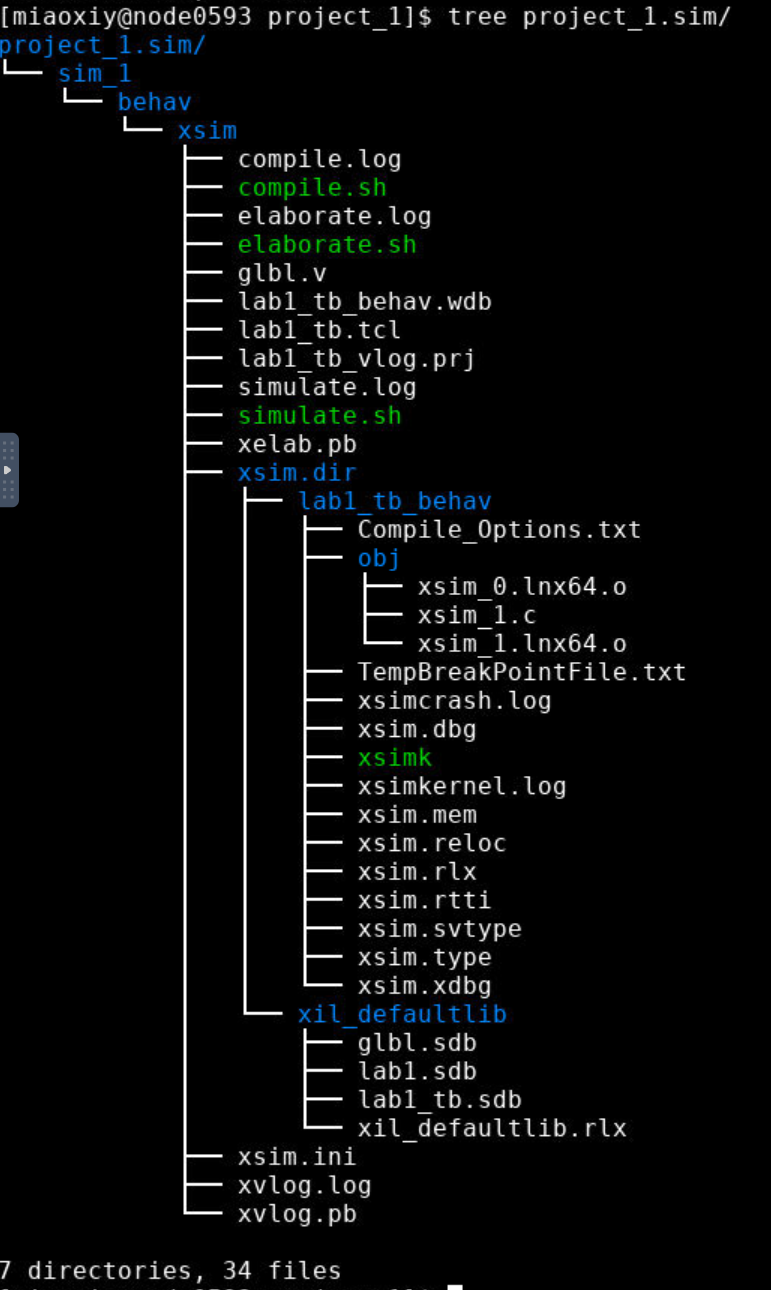 [miaoxiy@node0593 project_1]$ tree project_1.sim/
project_1.sim/
└── sim_1
    └── behav
        └── xsim
            ├── compile.log
            ├── compile.sh
            ├── elaborate.log
            ├── elaborate.sh
            ├── glbl.v
            ├── lab1_tb_behav.wdb
            ├── lab1_tb.tcl
            ├── lab1_tb_vlog.prj
            ├── simulate.log
            ├── simulate.sh
            ├── xelab.pb
            ├── xsim.dir
            │   ├── lab1_tb_behav
            │   │   ├── Compile_Options.txt
            │   │   ├── obj
            │   │   │   ├── xsim_0.lnx64.o
            │   │   │   ├── xsim_1.c
            │   │   │   └── xsim_1.lnx64.o
            │   │   ├── TempBreakPointFile.txt
            │   │   ├── xsimcrash.log
            │   │   ├── xsim.dbg
            │   │   ├── xsimk
            │   │   ├── xsimkernel.log
            │   │   ├── xsim.mem
            │   │   ├── xsim.reloc
            │   │   ├── xsim.rlx
            │   │   ├── xsim.rtti
            │   │   ├── xsim.svtype
            │   │   ├── xsim.type
            │   │   └── xsim.xdbg
            │   └── xil_defaultlib
            │       ├── glbl.sdb
            │       ├── lab1.sdb
            │       ├── lab1_tb.sdb
            │       └── xil_defaultlib.rlx
            ├── xsim.ini
            ├── xvlog.log
            └── xvlog.pb
7 directories, 34 files